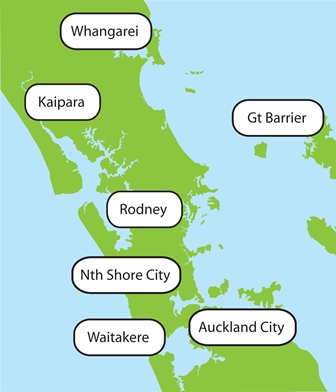 Whangarei
Kaipara
Gt Barrier
Rodney
Nth Shore City
Auckland City
Waitakere